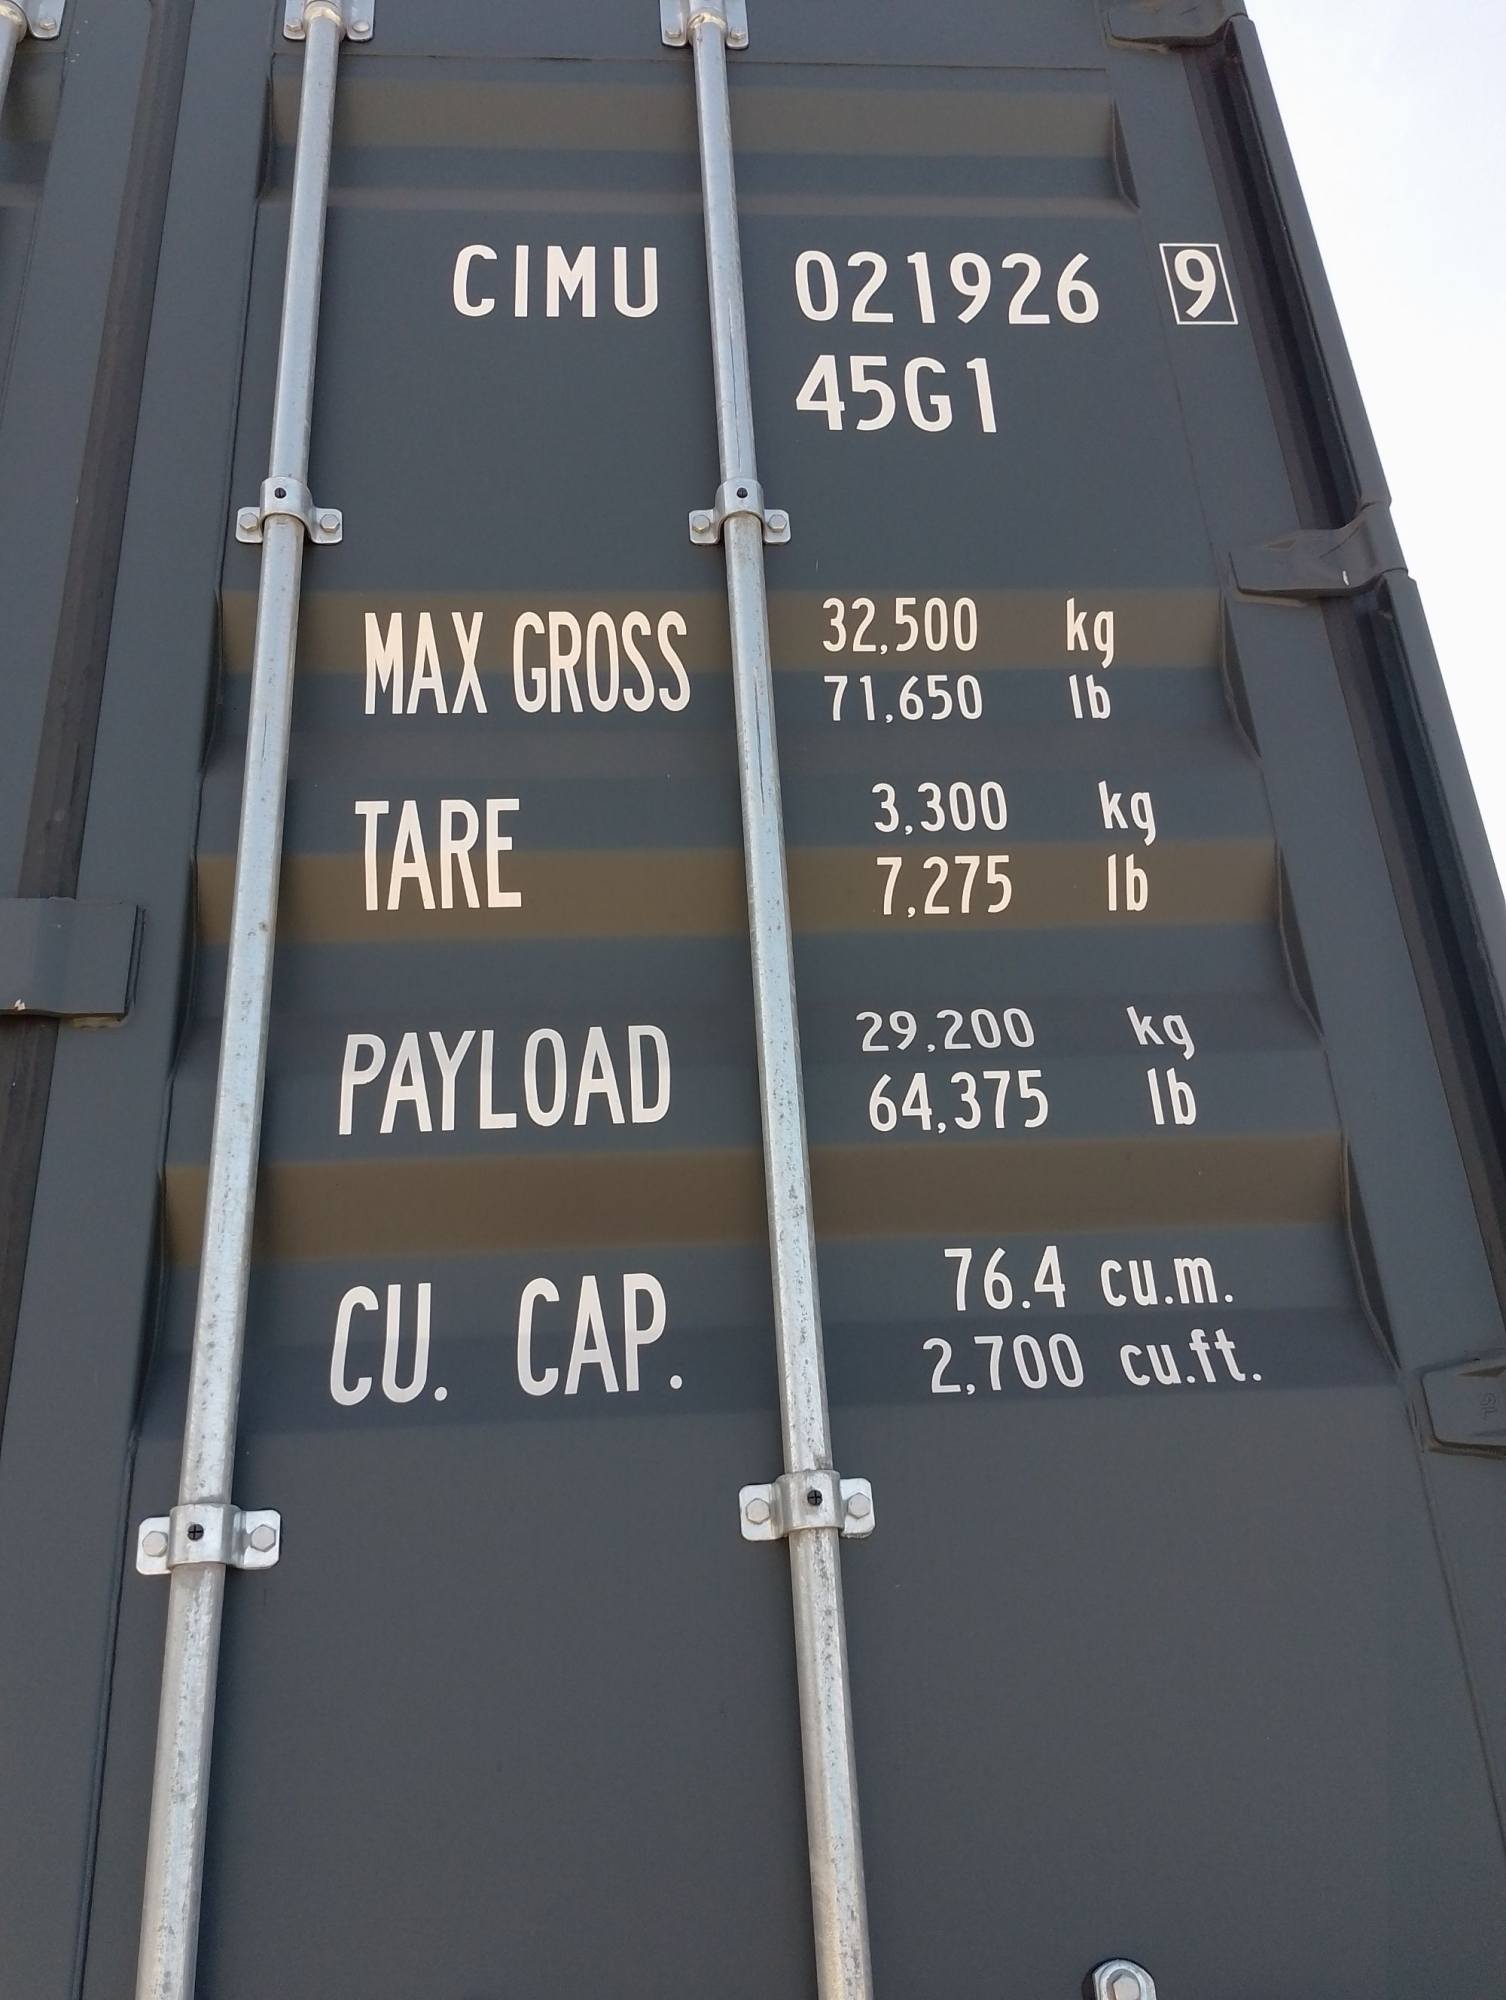 CIMU 021926 9
45G1
MAX GROSS 32,500 kg
71,650 lb
TARE 3,300 kg
7,275 lb
PAYLOAD 29,200 kg
64,375 lb
CU. CAP. 76.4 cu.m.
2,700 cu.ft.